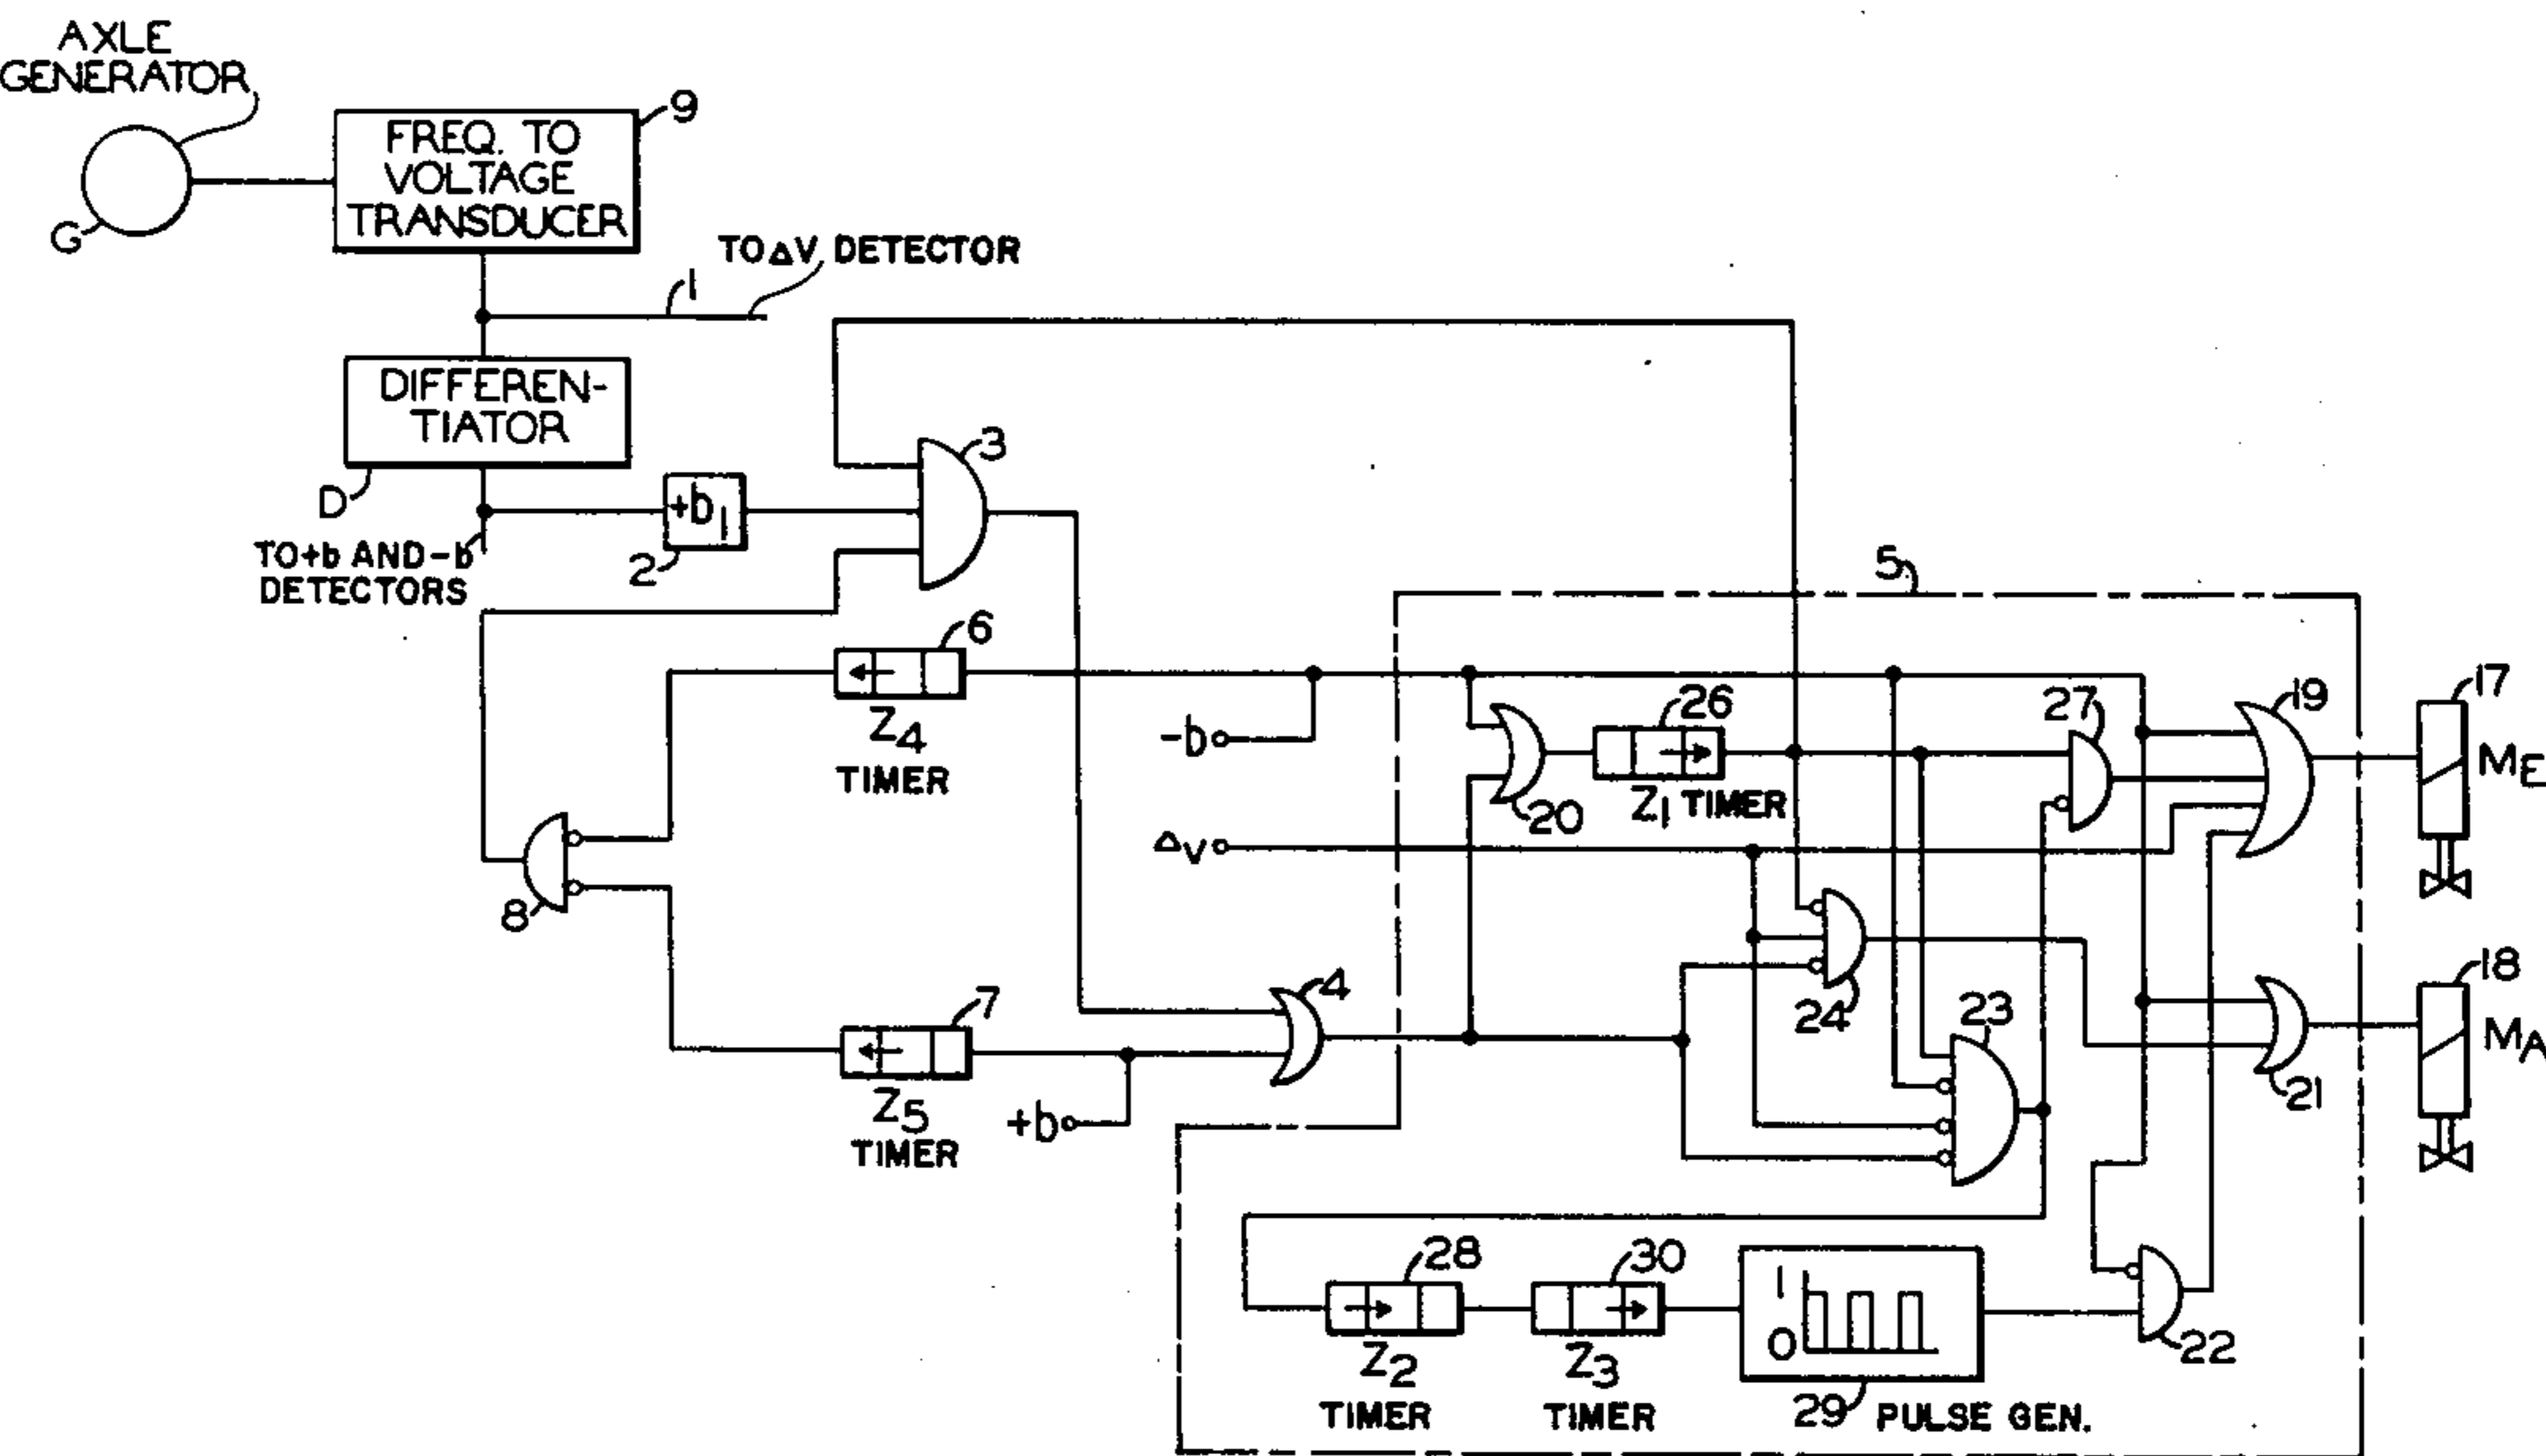 AXLE
GENERATOR
G
FREQ. TO
VOLTAGE
TRANSDUCER
9
1
TO ΔV DETECTOR
DIFFEREN-
TIATOR
D
TO +b AND -b
DETECTORS
+b1
2
3
6
Z4
TIMER
8
7
Z5
TIMER
+b
4
-b
ΔV
5
20
26
Z1 TIMER
27
19
17
ME
24
23
21
18
MA
28
Z2
TIMER
30
Z3
TIMER
1
0
29 PULSE GEN.
22